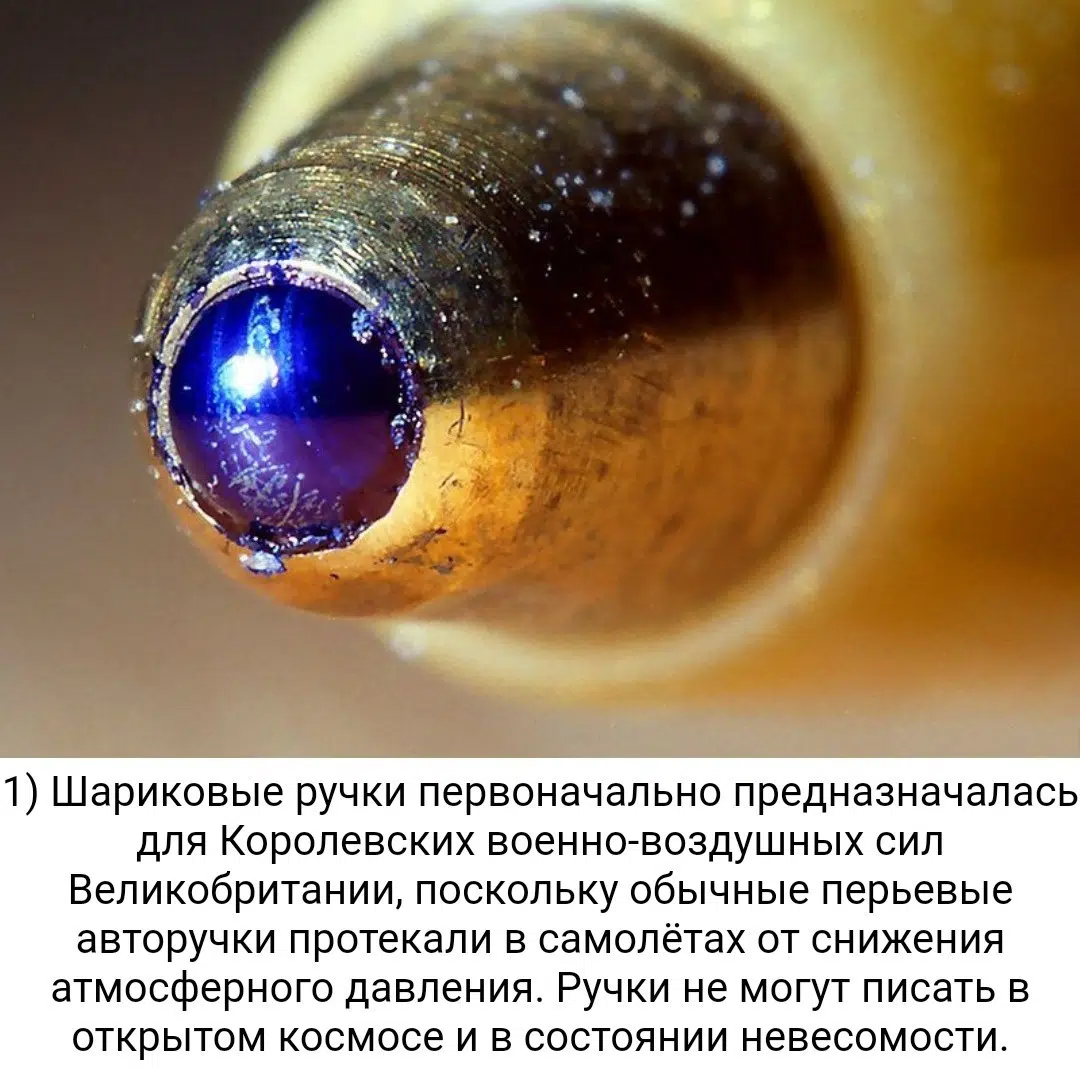 1) Шариковые ручки первоначально предназначалась
для Королевских военно-воздушных сил
Великобритании, поскольку обычные перьевые
авторучки протекали в самолётах от снижения
атмосферного давления. Ручки не могут писать в
открытом космосе и в состоянии невесомости.